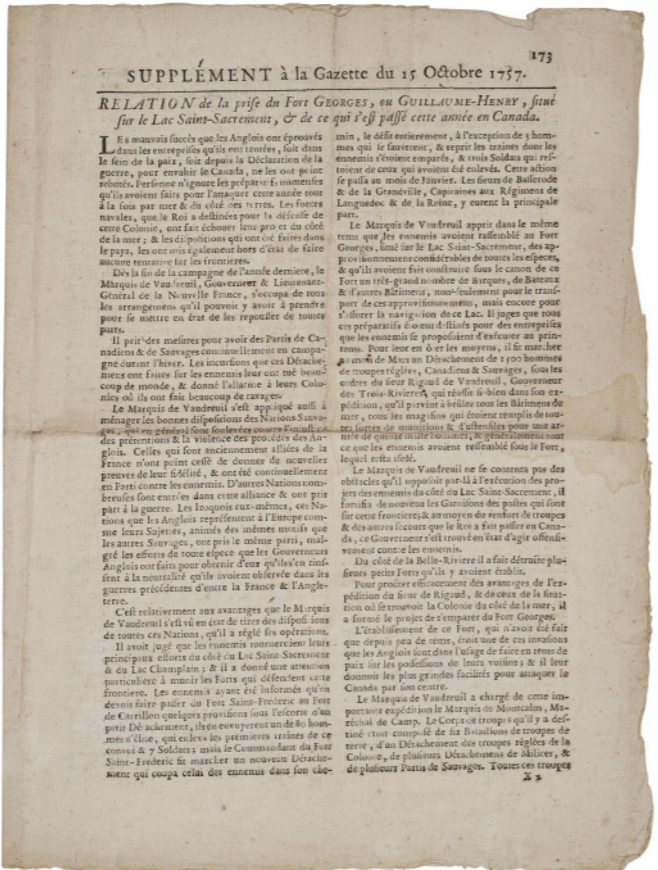 173
SUPPLÉMENT à la Gazette du 15 Octobre 1757.
RELATION de la prise du Fort GEORGES, ou GUILLAUME-HENRY, situé
sur le Lac Saint-Sacrement, & de ce qui s'est passé cette année en Canada.
LEs mauvais succès que les Anglois ont éprouvés
dans les entreprises qu'ils ont tentées, soit dans
le sein de la paix, soit depuis la Déclaration de la
guerre, pour envahir le Canada, ne les ont point
rebutés. Personne n'ignore les préparatifs immenses
qu'ils avoient faits pour l'attaquer cette année tout
à la fois par mer & du côté des terres. Les forces
navales, que le Roi a destinées pour la défense de
cette Colonie, ont fait échouer leur projet du côté
de la mer; & les dispositions qui ont été faites dans
le pays, les ont mis également hors d'état de faire
aucune tentative sur les frontieres.
Dès la fin de la campagne de l'année derniere, le
Marquis de Vaudreuil, Gouverneur & Lieutenant-
Général de la Nouvelle France, s'occupa de tous
les arrangemens qu'il pouvoit y avoir à prendre
pour se mettre en état de les repousser de toutes
parts.
Il prit des mesures pour avoir des Partis de Ca-
nadiens & de Sauvages continuellement en campa-
gne durant l'hiver. Les incursions que ces Détache-
mens ont faites sur les ennemis leur ont tué beau-
coup de monde, & donné l'allarme à leurs Colo-
nies où ils ont fait beaucoup de ravages.
Le Marquis de Vaudreuil s'est appliqué aussi à
ménager les bonnes dispositions des Nations Sauva-
ges, qui en général sont soulevées contre l'injustice
des prétentions & la violence des procédés des An-
glois. Celles qui sont anciennement alliées de la
France n'ont point cessé de donner de nouvelles
preuves de leur fidélité, & ont été continuellement
en Parti contre les ennemis. D'autres Nations nom-
breuses sont entrées dans cette alliance & ont pris
part à la guerre. Les Iroquois eux-mêmes, ces Na-
tions que les Anglois représentent à l'Europe com-
me leurs Sujettes, animés des mêmes motifs que
les autres Sauvages, ont pris le même parti, mal-
gré les efforts de toute espece que les Gouverneurs
Anglois ont faits pour obtenir d'eux qu'ils s'en tins-
sent à la neutralité qu'ils avoient observée dans les
guerres précédentes d'entre la France & l'Angle-
terre.
C'est relativement aux avantages que le Marquis
de Vaudreuil s'est vû en état de tirer des dispositions
de toutes ces Nations, qu'il a réglé ses opérations.
Il avoit jugé que les ennemis tourneroient leurs
principaux efforts du côté du Lac Saint-Sacrement
& du Lac Champlain; & il a donné une attention
particuliere à munir les Forts qui défendent cette
frontiere. Les ennemis ayant été informés qu'on
devoit faire passer du Fort Saint-Frederic au Fort
de Carrillon quelques provisions sous l'escorte d'un
petit Détachement, ils en envoyerent un de 80 hom-
mes d'élite, qui enleva les premieres traines de ce
convoi & 7 Soldats; mais le Commandant du Fort
Saint-Frederic fit marcher un nouveau Détache-
ment qui coupa celui des ennemis dans son che-
min, le défit entierement, à l'exception de 3 hom-
mes qui se sauverent, & reprit les traines dont les
ennemis s'étoient emparés, & trois Soldats qui res-
toient de ceux qui avoient été enlevés. Cette action
se passa au mois de Janvier. Les sieurs de Basserode
& de la Grandville, Capitaines aux Régimens de
Languedoc & de la Reine, y eurent la principale
part.
Le Marquis de Vaudreuil apprit dans le même
tems que les ennemis avoient rassemblé au Fort
Georges, situé sur le Lac Saint-Sacrement, des ap-
provisionnemens considérables de toutes les especes,
& qu'ils avoient fait construire sous le canon de ce
Fort un très-grand nombre de Barques, de Bateaux
& d'autres Bâtimens, non-seulement pour le trans-
port de ces approvisionnemens, mais encore pour
s'assurer la navigation de ce Lac. Il jugea que tous
ces préparatifs étoient destinés pour des entreprises
que les ennemis se proposoient d'exécuter au prin-
tems. Pour leur en ôter les moyens, il fit marcher
au mois de Mars un Détachement de 1500 hommes
de troupes réglées, Canadiens & Sauvages, sous les
ordres du sieur Rigaud de Vaudreuil, Gouverneur
des Trois-Rivieres, qui réussit si-bien dans son ex-
pédition, qu'il parvint à brûler tous les Bâtimens de
mer, tous les magasins qui étoient remplis de tou-
tes sortes de munitions & d'ustensiles pour une ar-
mée de quinze mille hommes, & généralement tout
ce que les ennemis avoient rassemblé sous le Fort,
lequel resta isolé.
Le Marquis de Vaudreuil ne se contenta pas des
obstacles qu'il opposoit par-là à l'exécution des pro-
jets des ennemis du côté du Lac Saint-Sacrement, il
fortifia de nouveau les Garnisons des postes qui sont
sur cette frontiere; & au moyen du renfort de troupes
& des autres secours que le Roi a fait passer en Cana-
da, ce Gouverneur s'est trouvé en état d'agir offensi-
vement contre les ennemis.
Du côté de la Belle-Riviere il a fait détruire plu-
sieurs petits Forts qu'ils y avoient établis.
Pour profiter efficacement des avantages de l'ex-
pédition du sieur de Rigaud, & de ceux de la situa-
tion où se trouvoit la Colonie du côté de la mer, il
a formé le projet de s'emparer du Fort Georges.
L'établissement de ce Fort, qui n'avoit été fait
que depuis peu de tems, étoit une de ces invasions
que les Anglois sont dans l'usage de faire en tems de
paix sur les possessions de leurs voisins; & il leur
donnoit les plus grandes facilités pour attaquer le
Canada par son centre.
Le Marquis de Vaudreuil a chargé de cette im-
portante expédition le Marquis de Montcalm, Ma-
réchal de Camp. Le Corps de troupes qu'il y a des-
tiné étoit composé de six Bataillons de troupes de
terre, d'un Détachement des troupes réglées de la
Colonie, de plusieurs Détachemens de Milices, &
de plusieurs Partis de Sauvages. Toutes ces troupes
X 2